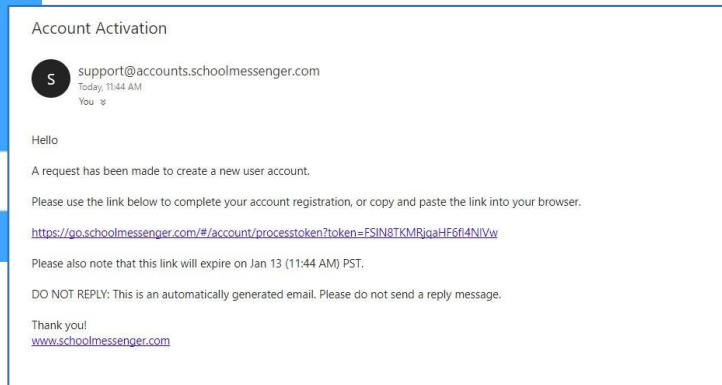 Account Activation
S
support@accounts.schoolmessenger.com
Today, 11:44 AM
You
Hello
A request has been made to create a new user account.
Please use the link below to complete your account registration, or copy and paste the link into your browser.
https://go.schoolmessenger.com/#/account/processtoken?token=FSIN8TKMRjqaHF6fI4NIVw
Please also note that this link will expire on Jan 13 (11:44 AM) PST.
DO NOT REPLY: This is an automatically generated email. Please do not send a reply message.
Thank you!
www.schoolmessenger.com